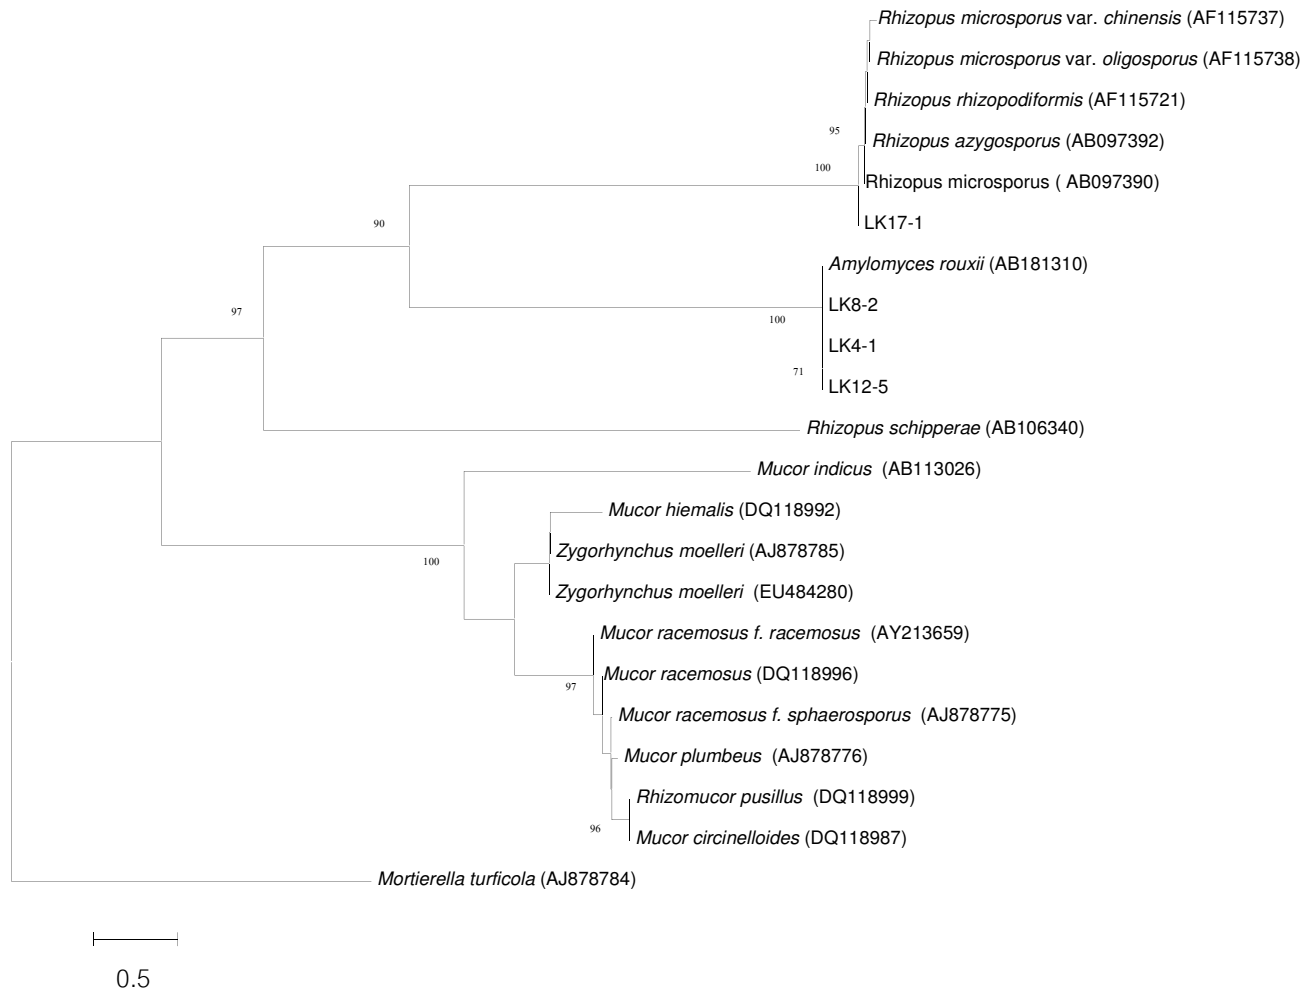 Rhizopus microsporus var. chinensis (AF115737)
Rhizopus microsporus var. oligosporus (AF115738)
Rhizopus rhizopodiformis (AF115721)
95
Rhizopus azygosporus (AB097392)
100
Rhizopus microsporus ( AB097390)
LK17-1
90
Amylomyces rouxii (AB181310)
LK8-2
97
100
LK4-1
71
LK12-5
Rhizopus schipperae (AB106340)
Mucor indicus (AB113026)
Mucor hiemalis (DQ118992)
Zygorhynchus moelleri (AJ878785)
100
Zygorhynchus moelleri (EU484280)
Mucor racemosus f. racemosus (AY213659)
Mucor racemosus (DQ118996)
97
Mucor racemosus f. sphaerosporus (AJ878775)
Mucor plumbeus (AJ878776)
Rhizomucor pusillus (DQ118999)
96
Mucor circinelloides (DQ118987)
Mortierella turficola (AJ878784)
0.5